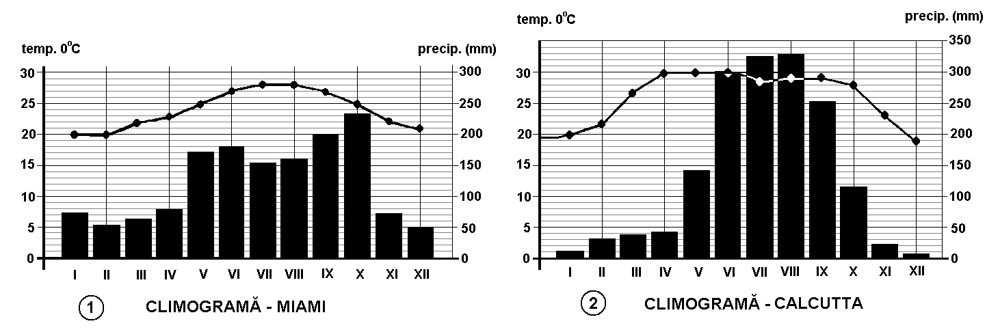 temp. 0°C precip. (mm)
30 300
25 250
20 200
15 150
10 100
5 50
0 0
I II III IV V VI VII VIII IX X XI XII
1 CLIMOGRAMĂ - MIAMI
temp. 0°C precip. (mm)
350
30 300
25 250
20 200
15 150
10 100
5 50
0 0
I II III IV V VI VII VIII IX X XI XII
2 CLIMOGRAMĂ - CALCUTTA